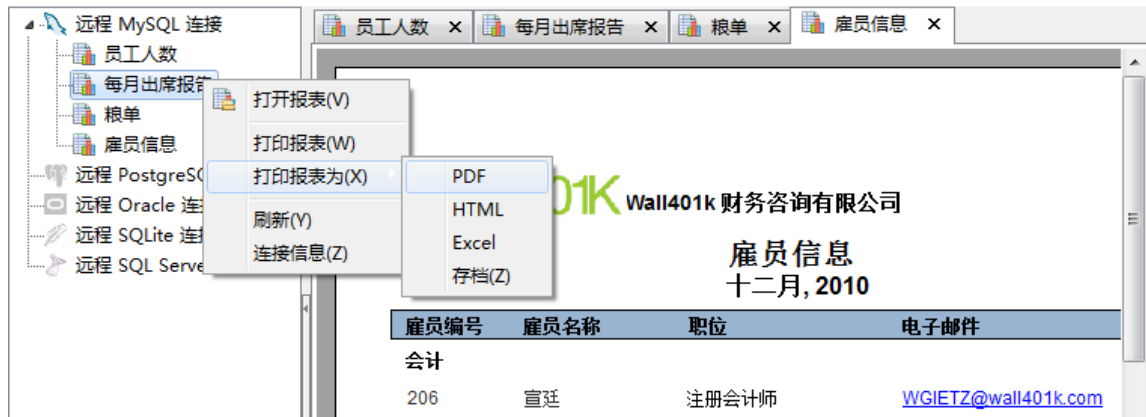 远程 MySQL 连接
员工人数
每月出席报告
粮单
雇员信息
远程 PostgreSQ
远程 Oracle 连
远程 SQLite 连
远程 SQL Serve
打开报表(V)
打印报表(W)
打印报表为(X)
刷新(Y)
连接信息(Z)
PDF
HTML
Excel
存档(Z)
员工人数 每月出席报告 粮单 雇员信息
01K Wall401k 财务咨询有限公司
雇员信息
十二月, 2010
雇员编号 雇员名称 职位 电子邮件
会计
206 宣廷 注册会计师 WGIETZ@wall401k.com